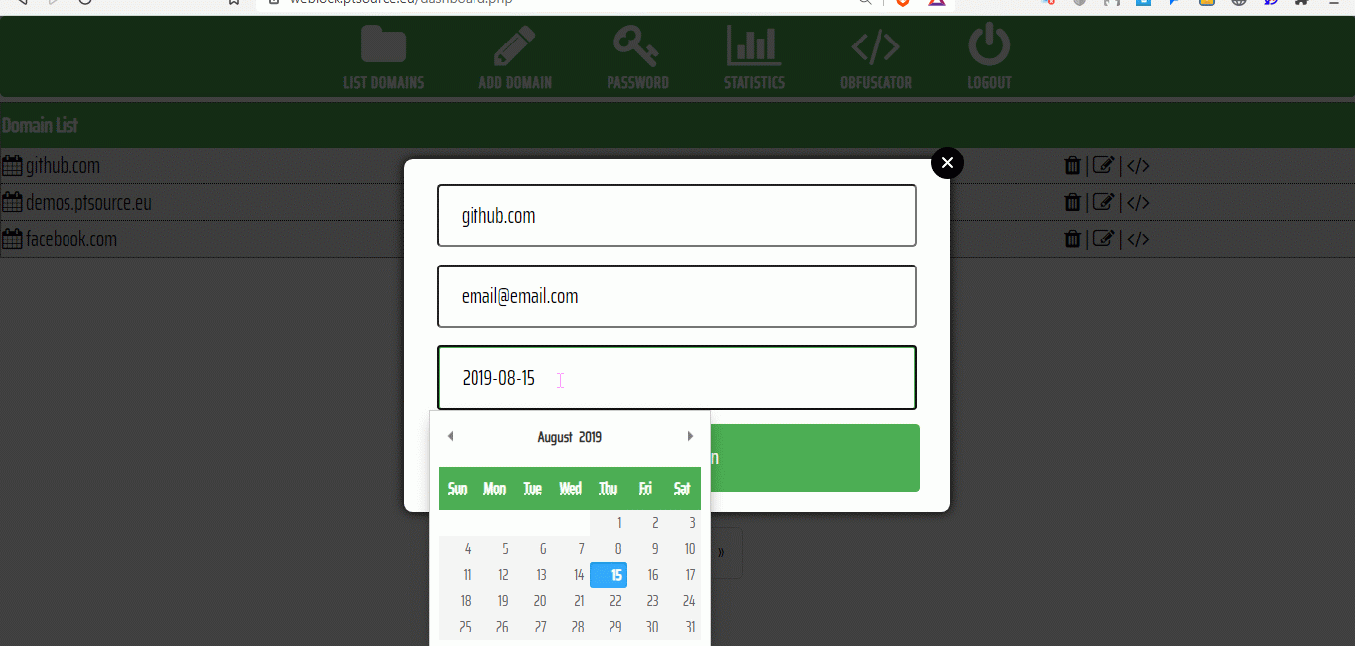 weblock.ptsource.eu/dashboard.php
LIST DOMAINS ADD DOMAIN PASSWORD STATISTICS OBFUSCATOR LOGOUT
Domain List
github.com | | </>
demos.ptsource.eu | | </>
facebook.com | | </>
github.com
email@email.com
2019-08-15
August 2019
n
Sun Mon Tue Wed Thu Fri Sat
1 2 3
4 5 6 7 8 9 10
11 12 13 14 15 16 17
18 19 20 21 22 23 24
25 26 27 28 29 30 31
»